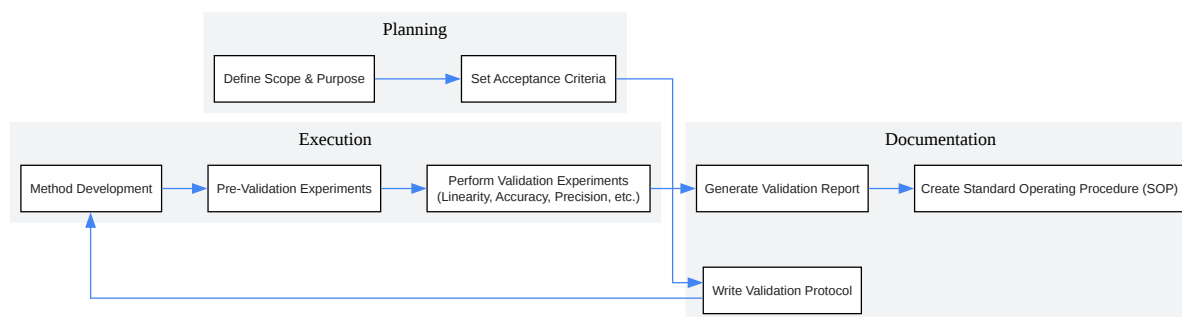 Planning
Define Scope & Purpose
Set Acceptance Criteria
Execution
Method Development
Pre-Validation Experiments
Perform Validation Experiments
(Linearity, Accuracy, Precision, etc.)
Documentation
Generate Validation Report
Create Standard Operating Procedure (SOP)
Write Validation Protocol